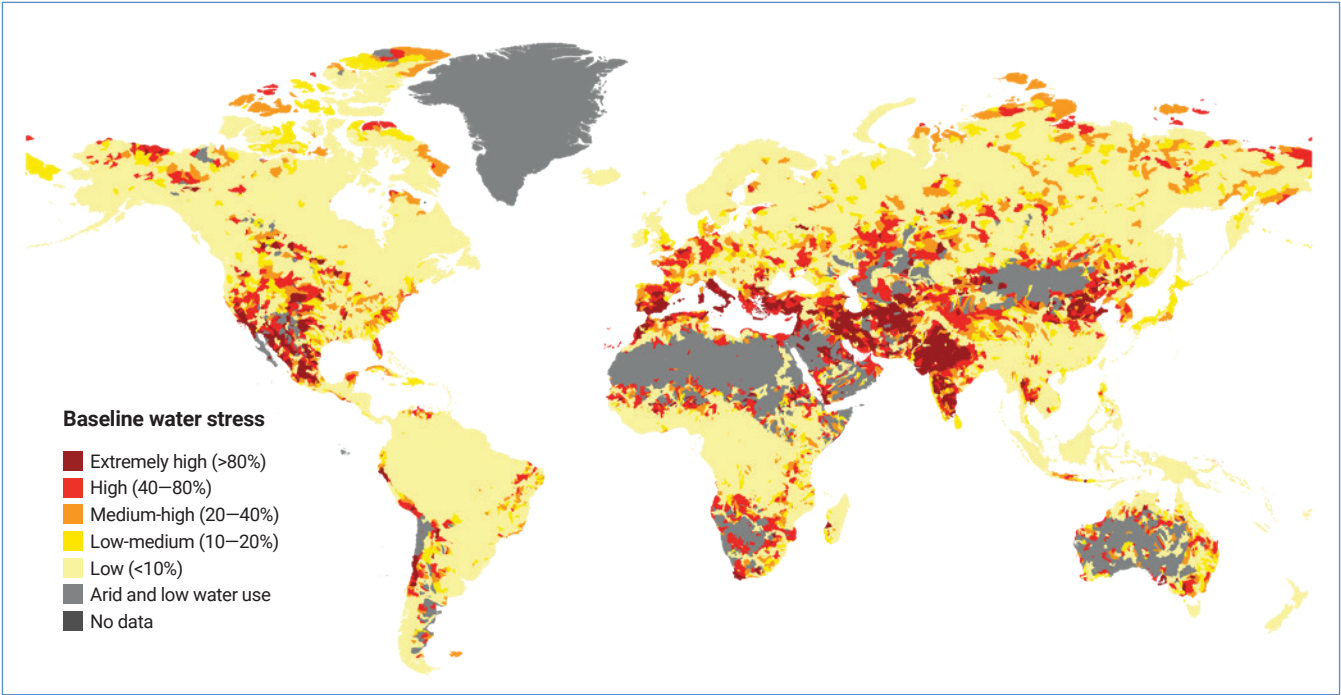 Baseline water stress
Extremely high (>80%)
High (40—80%)
Medium-high (20—40%)
Low-medium (10—20%)
Low (<10%)
Arid and low water use
No data